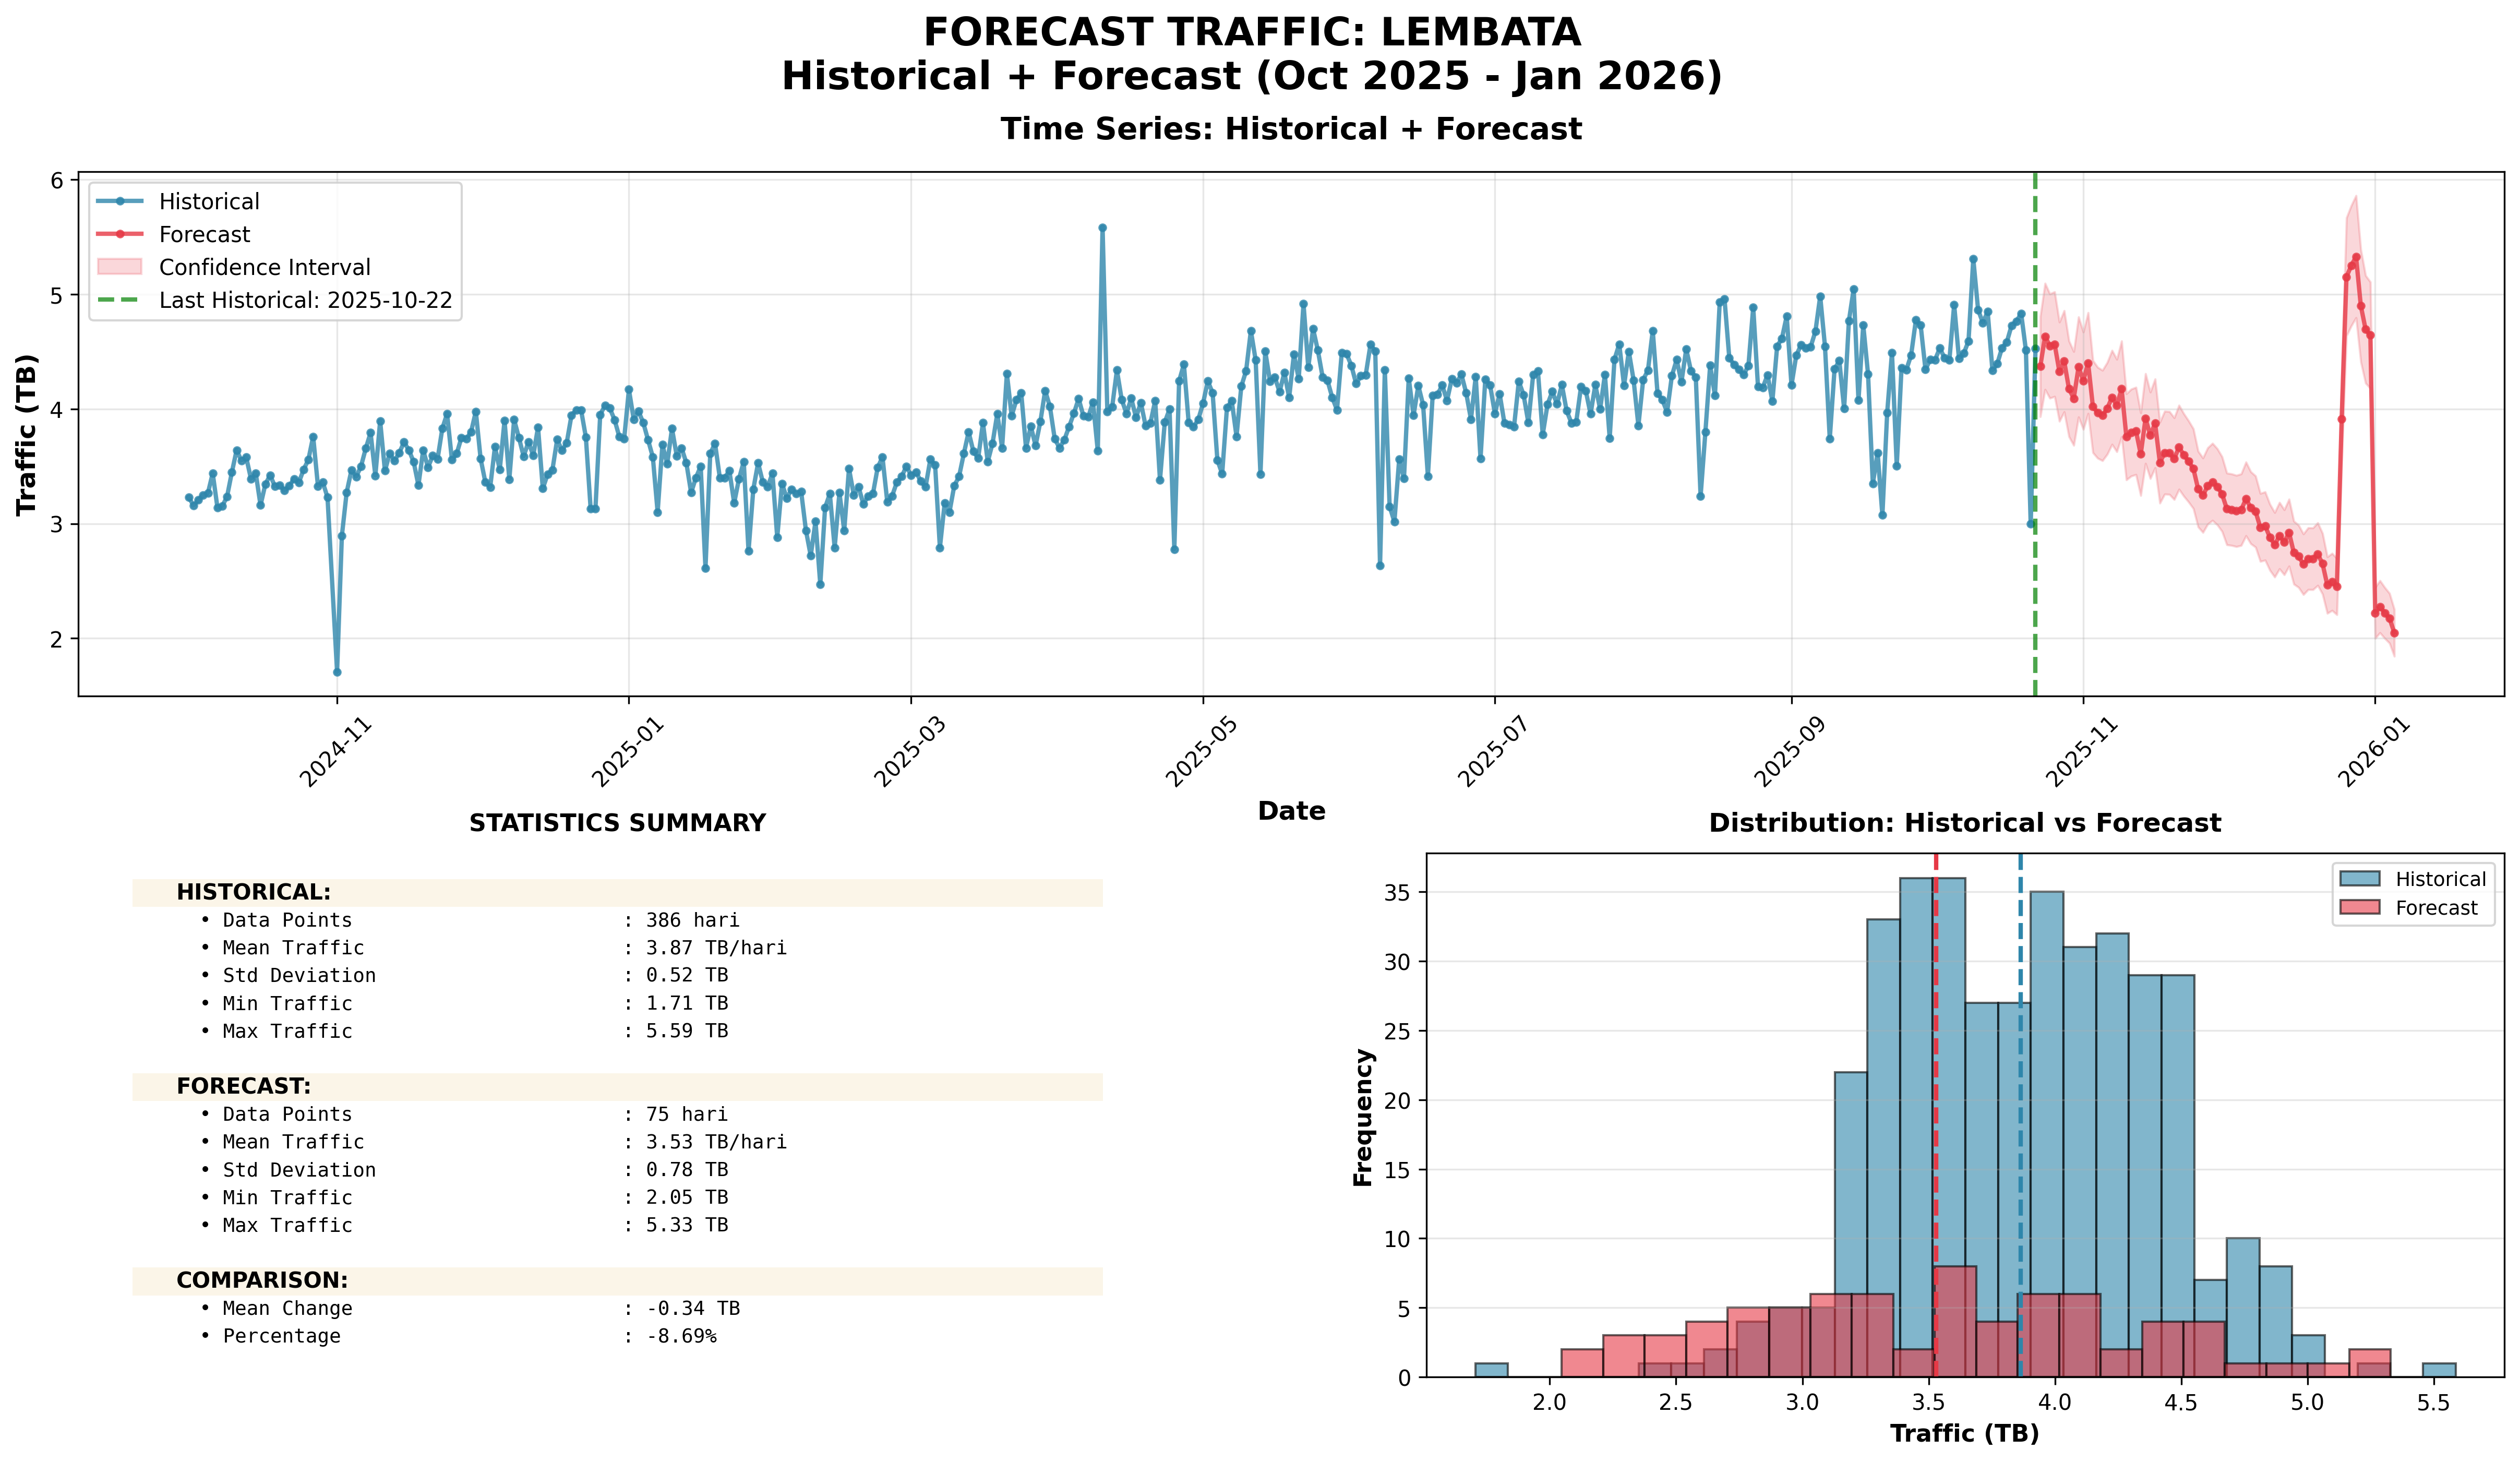 FORECAST TRAFFIC: LEMBATA
Historical + Forecast (Oct 2025 - Jan 2026)
Time Series: Historical + Forecast
Traffic (TB)
6
5
4
3
2
Historical
Forecast
Confidence Interval
Last Historical: 2025-10-22
2024-11
2025-01
2025-03
2025-05
2025-07
2025-09
2025-11
2026-01
Date
STATISTICS SUMMARY
HISTORICAL:
• Data Points : 386 hari
• Mean Traffic : 3.87 TB/hari
• Std Deviation : 0.52 TB
• Min Traffic : 1.71 TB
• Max Traffic : 5.59 TB
FORECAST:
• Data Points : 75 hari
• Mean Traffic : 3.53 TB/hari
• Std Deviation : 0.78 TB
• Min Traffic : 2.05 TB
• Max Traffic : 5.33 TB
COMPARISON:
• Mean Change : -0.34 TB
• Percentage : -8.69%
Distribution: Historical vs Forecast
Frequency
35
30
25
20
15
10
5
0
Historical
Forecast
2.0
2.5
3.0
3.5
4.0
4.5
5.0
5.5
Traffic (TB)